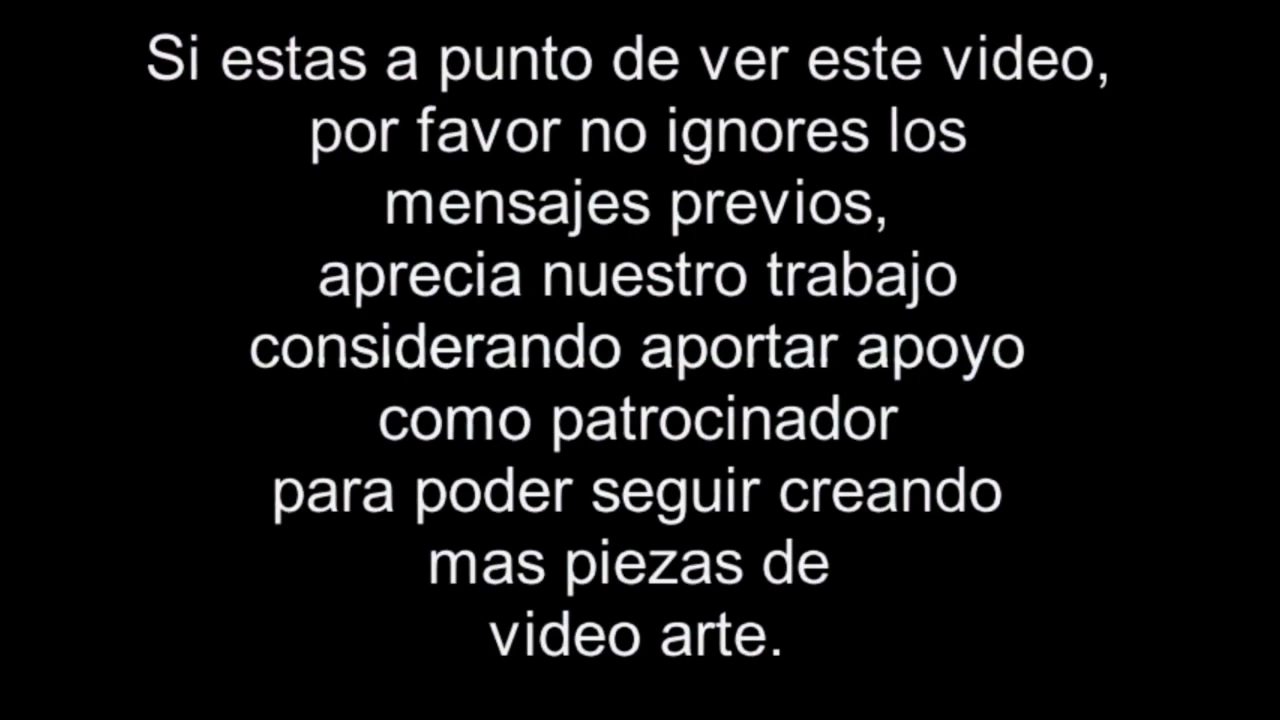 Si estas a punto de ver este video,
por favor no ignores los
mensajes previos,
aprecia nuestro trabajo
considerando aportar apoyo
como patrocinador
para poder seguir creando
mas piezas de
video arte.